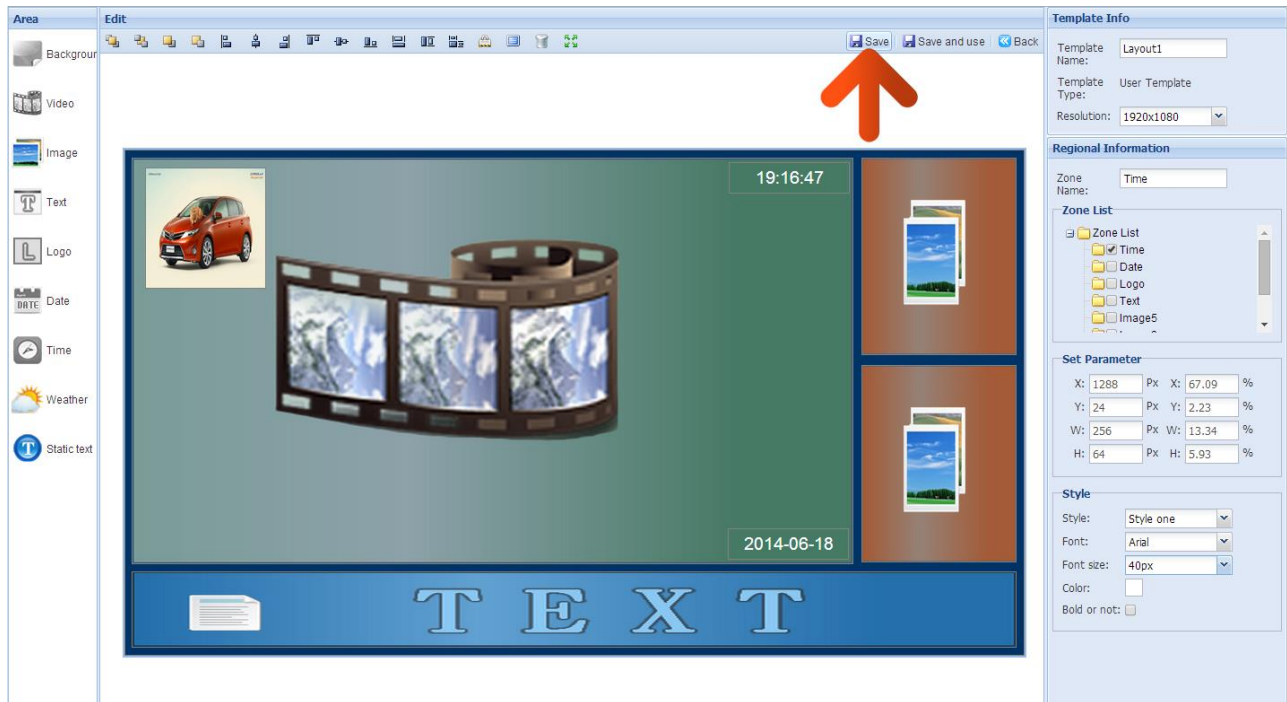 Area
Backgrour
Video
Image
Text
Logo
DATE
Date
Time
Weather
Static text
Edit
Save
Save and use
Back
19:16:47
2014-06-18
TEXT
Template Info
Template Name: Layout1
Template Type: User Template
Resolution: 1920x1080
Regional Information
Zone Name: Time
Zone List
Zone List
Time
Date
Logo
Text
Image5
Set Parameter
X: 1288 Px X: 67.09 %
Y: 24 Px Y: 2.23 %
W: 256 Px W: 13.34 %
H: 64 Px H: 5.93 %
Style
Style: Style one
Font: Arial
Font size: 40px
Color:
Bold or not: